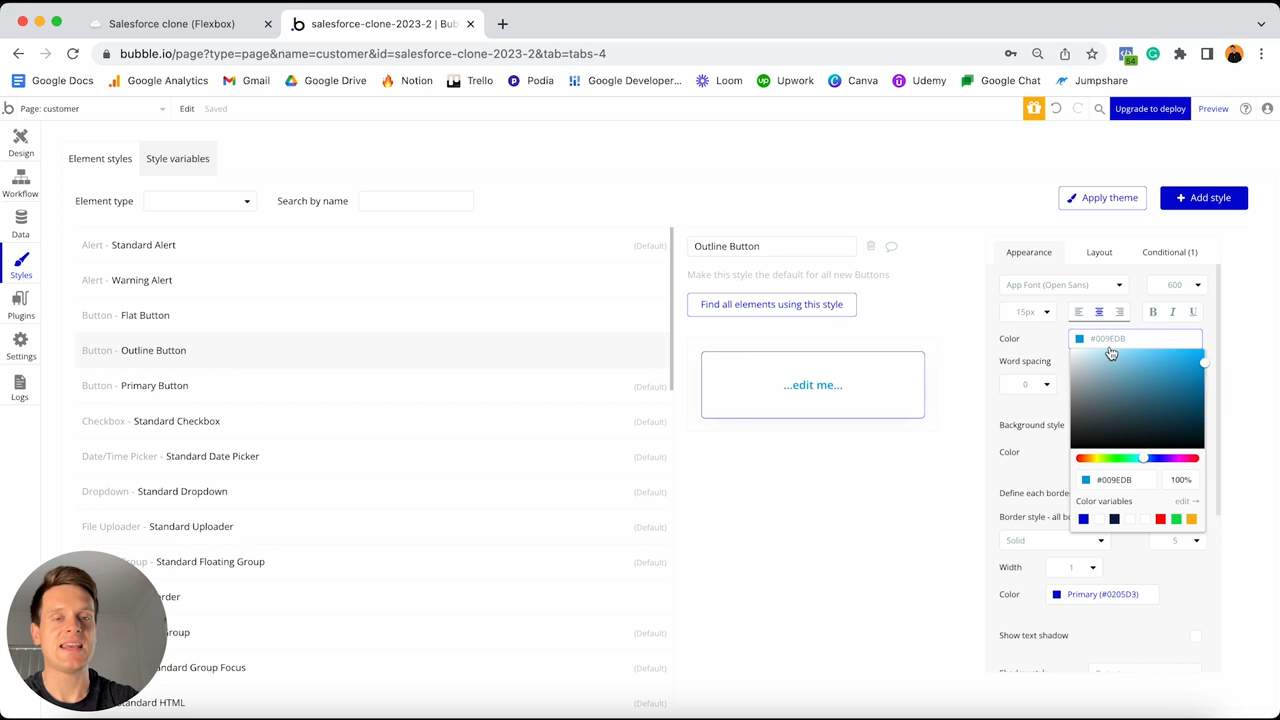 Salesforce clone (Flexbox)
salesforce-clone-2023-2 | Bub
bubble.io/page?type=page&name=customer&id=salesforce-clone-2023-2&tab=tabs-4
64
Google Docs
Google Analytics
Gmail
Google Drive
Notion
Trello
Podia
Google Developer...
Loom
Upwork
Canva
Udemy
Google Chat
Jumpshare
Page: customer
Edit
Saved
Upgrade to deploy
Preview
Design
Workflow
Data
Styles
Plugins
Settings
Logs
Element styles
Style variables
Element type
Search by name
Apply theme
+ Add style
Alert - Standard Alert (Default)
Alert - Warning Alert
Button - Flat Button
Button - Outline Button
Button - Primary Button (Default)
Checkbox - Standard Checkbox (Default)
Date/Time Picker - Standard Date Picker (Default)
Dropdown - Standard Dropdown (Default)
File Uploader - Standard Uploader (Default)
Standard Floating Group (Default)
Group (Default)
Standard Group Focus (Default)
Standard HTML (Default)
Outline Button
Make this style the default for all new Buttons
Find all elements using this style
...edit me...
Appearance
Layout
Conditional (1)
App Font (Open Sans)
600
15px
B I U
Color
#009EDB
Word spacing
0
Background style
Color
#009EDB
100%
Color variables
edit →
Define each bord
Border style - all b
Solid
5
Width
1
Color
Primary (#0205D3)
Show text shadow